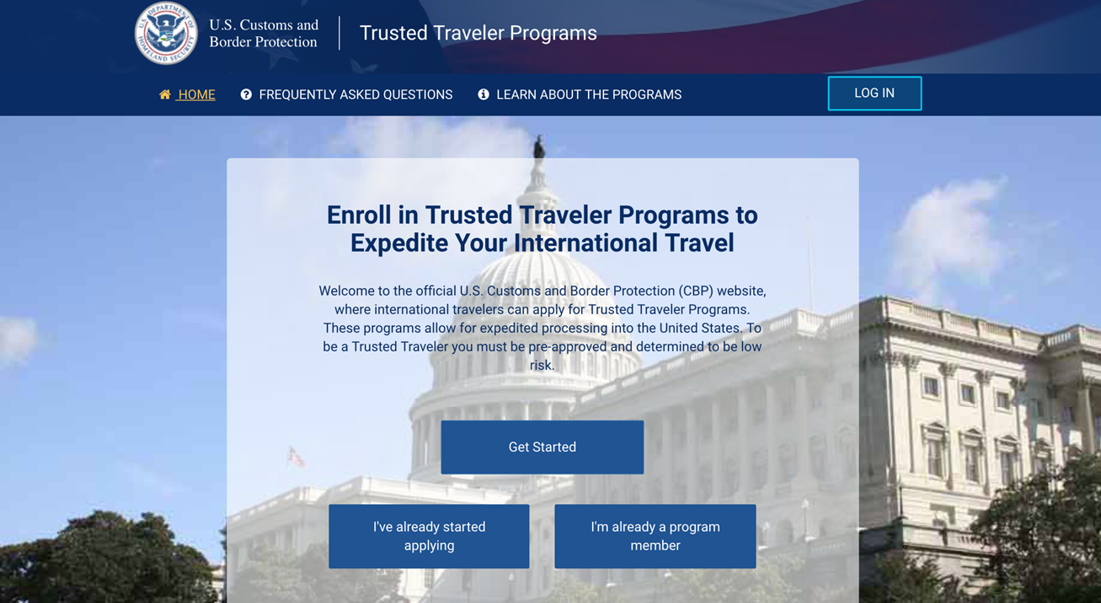 U.S. Customs and
Border Protection
Trusted Traveler Programs
HOME
FREQUENTLY ASKED QUESTIONS
LEARN ABOUT THE PROGRAMS
LOG IN
Enroll in Trusted Traveler Programs to
Expedite Your International Travel
Welcome to the official U.S. Customs and Border Protection (CBP) website,
where international travelers can apply for Trusted Traveler Programs.
These programs allow for expedited processing into the United States. To
be a Trusted Traveler you must be pre-approved and determined to be low
risk.
Get Started
I've already started
applying
I'm already a program
member